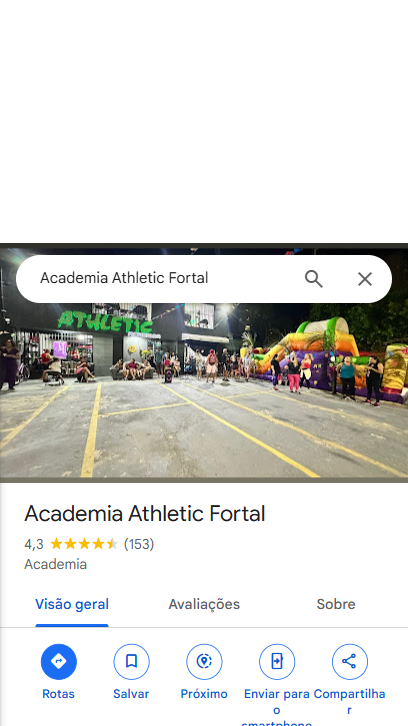 Academia Athletic Fortal
ATHLETIC
Academia Athletic Fortal
4,3 (153)
Academia
Visão geral Avaliações Sobre
Rotas Salvar Próximo Enviar para o smartphone Compartilhar